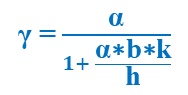 γ = α / (1 + (α*b*k / h))